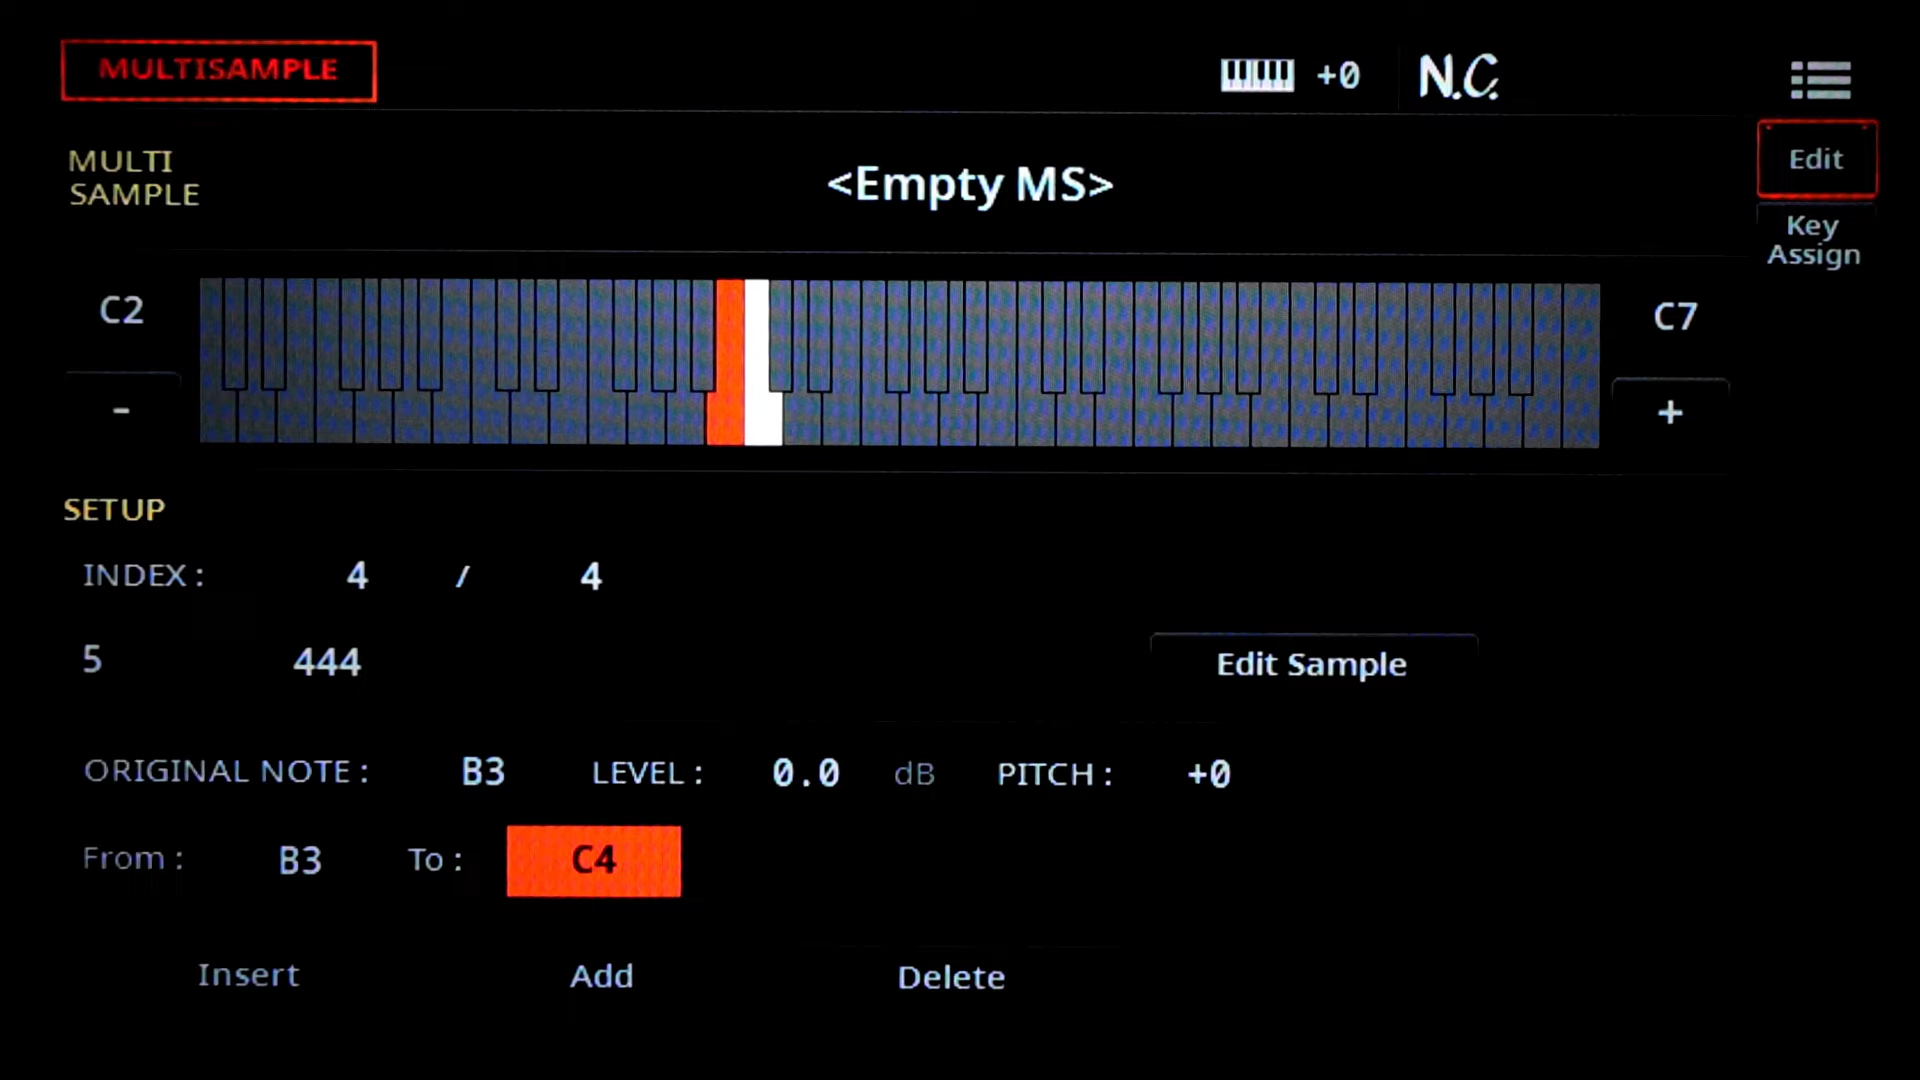 MULTISAMPLE
+0 N.C.
Edit
Key
Assign
MULTI
SAMPLE
<Empty MS>
C2
C7
-
+
SETUP
INDEX : 4 / 4
5 444
Edit Sample
ORIGINAL NOTE : B3 LEVEL : 0.0 dB PITCH : +0
From : B3 To : C4
Insert Add Delete